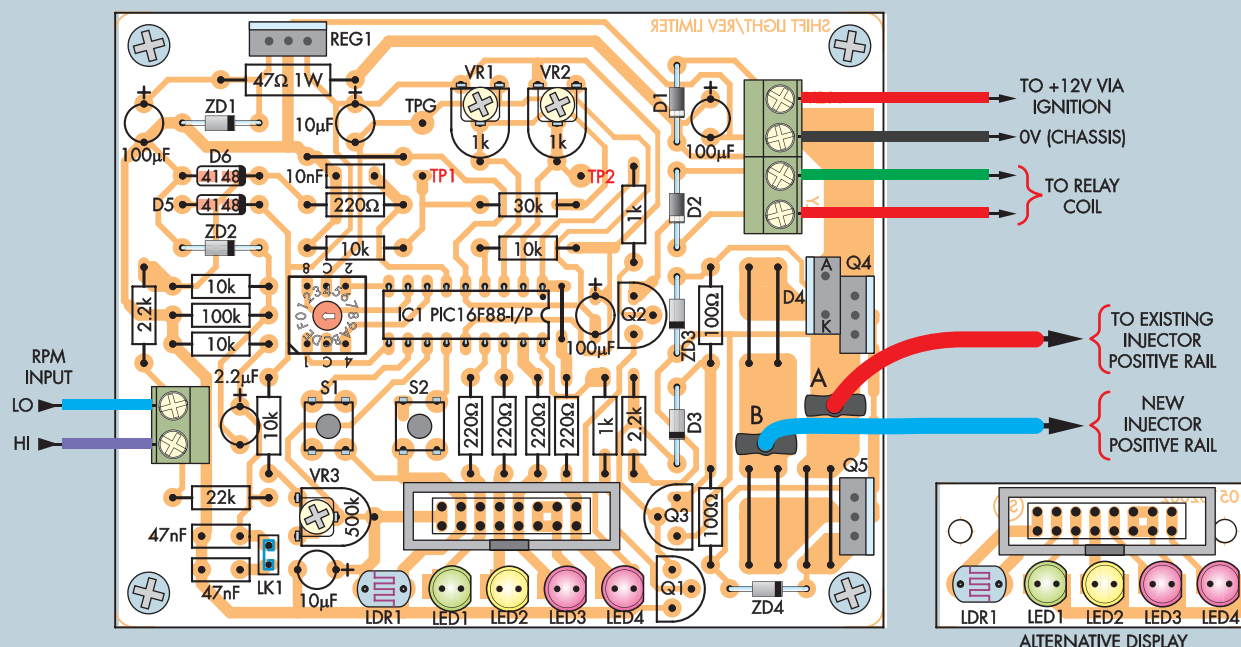 SHIFT LIGHT/REV LIMITER
REG1
47Ω 1W
VR1
VR2
TO +12V VIA
IGNITION
0V (CHASSIS)
TO RELAY
COIL
ZD1
10µF
TPG
D1
100µF
1k
1k
100µF
D6
4148
10nF
TP1
TP2
D5
4148
220Ω
30k
1k
D2
ZD2
10k
10k
8 C 2
10k
2.2k
100k
10k
0123456789ABCDEF
1 C 4
IC1 PIC16F88-I/P
100µF
Q2
ZD3
100Ω
D4
A
K
Q4
TO EXISTING
INJECTOR
POSITIVE RAIL
A
B
NEW
INJECTOR
POSITIVE RAIL
RPM
INPUT
LO
HI
2.2µF
10k
S1
S2
220Ω
220Ω
220Ω
220Ω
1k
2.2k
D3
22k
VR3
500k
Q3
100Ω
Q5
47nF
47nF
LK1
10µF
LDR1
LED1
LED2
LED3
LED4
Q1
ZD4
LDR1
LED1
LED2
LED3
LED4
ALTERNATIVE DISPLAY